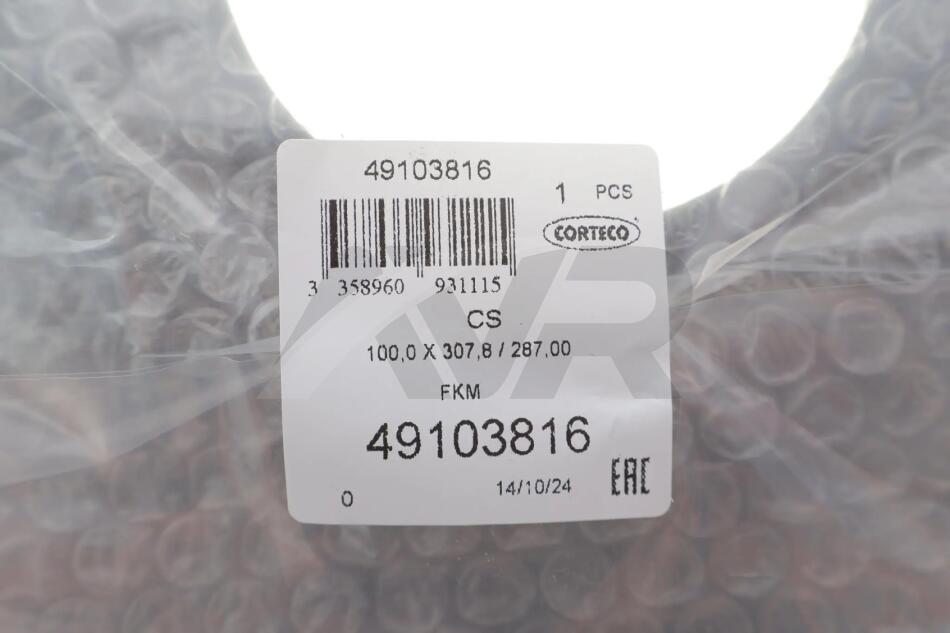 49103816
1 PCS
CORTECO
3 358960 931115
CS
100,0 X 307,8 / 287,00
FKM
49103816
0
14/10/24
EAC
AVR